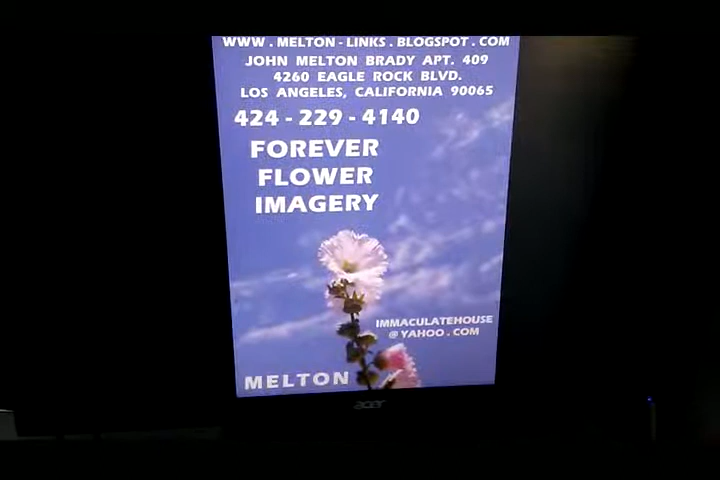 WWW . MELTON - LINKS . BLOGSPOT . COM
JOHN MELTON BRADY APT. 409
4260 EAGLE ROCK BLVD.
LOS ANGELES, CALIFORNIA 90065
424 - 229 - 4140
FOREVER
FLOWER
IMAGERY
IMMACULATEHOUSE
@YAHOO . COM
MELTON
acer